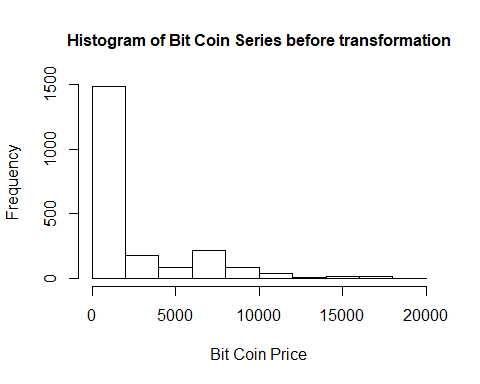 Histogram of Bit Coin Series before transformation
Frequency
1500
1000
500
0
0 5000 10000 15000 20000
Bit Coin Price